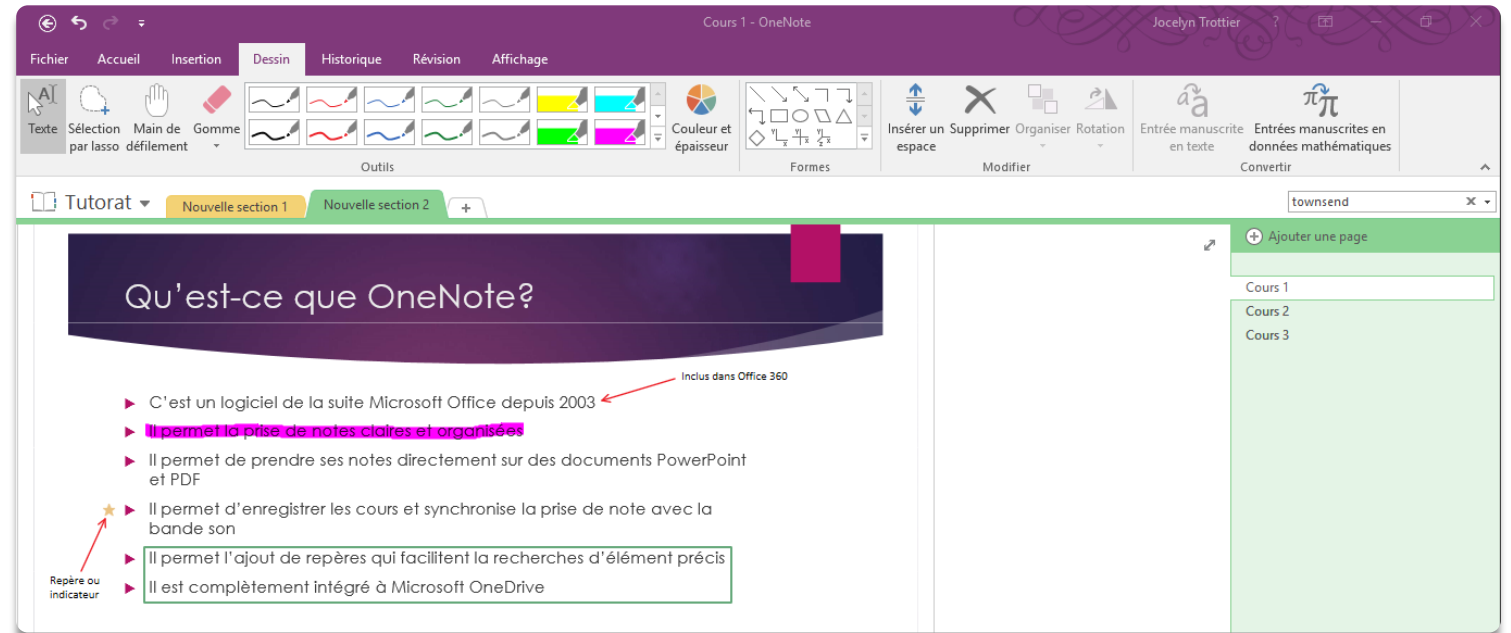 Cours 1 - OneNote
Jocelyn Trottier
?
Fichier Accueil Insertion Dessin Historique Révision Affichage
Texte
Sélection par lasso
Main de défilement
Gomme
Couleur et épaisseur
Insérer un espace
Supprimer
Organiser
Rotation
Entrée manuscrite en texte
Entrées manuscrites en données mathématiques
Outils
Formes
Modifier
Convertir
Tutorat
Nouvelle section 1
Nouvelle section 2
townsend
Ajouter une page
Cours 1
Cours 2
Cours 3
Qu'est-ce que OneNote?
Inclus dans Office 360
C'est un logiciel de la suite Microsoft Office depuis 2003
Il permet la prise de notes claires et organisées
Il permet de prendre ses notes directement sur des documents PowerPoint
et PDF
Il permet d'enregistrer les cours et synchronise la prise de note avec la
bande son
Il permet l'ajout de repères qui facilitent la recherches d'élément précis
Il est complètement intégré à Microsoft OneDrive
Repère ou
indicateur